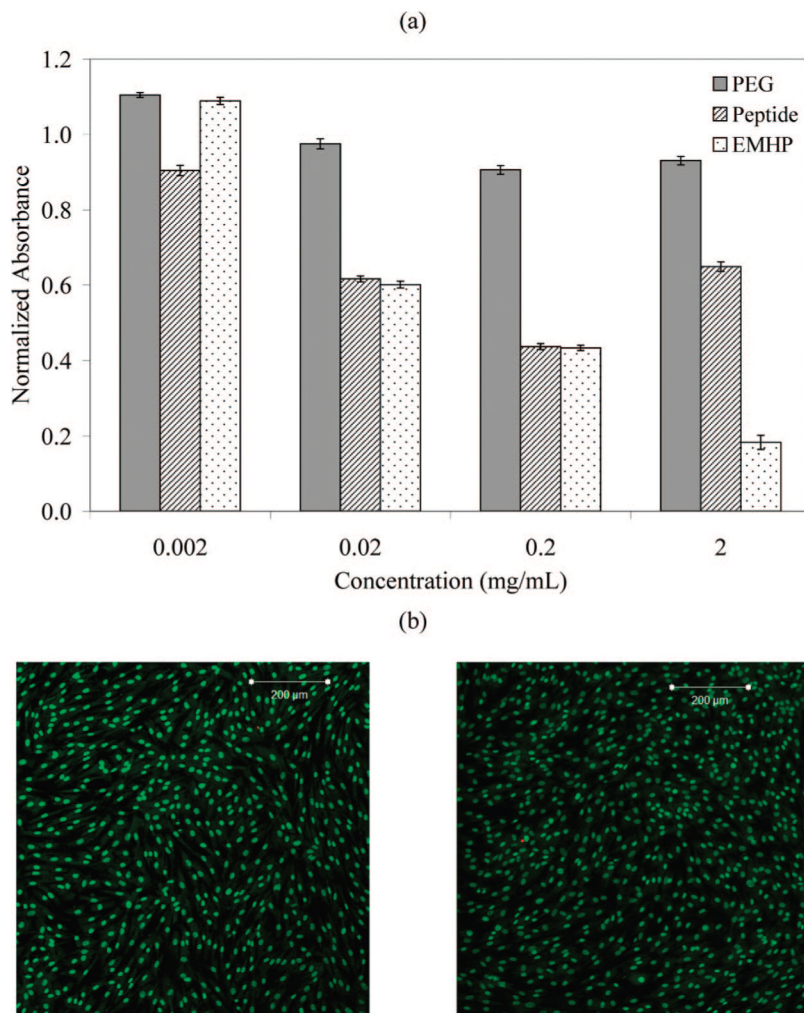 (a)
1.2
1.0
0.8
0.6
0.4
0.2
0.0
Normalized Absorbance
PEG
Peptide
EMHP
0.002 0.02 0.2 2
Concentration (mg/mL)
(b)
200 µm
200 µm